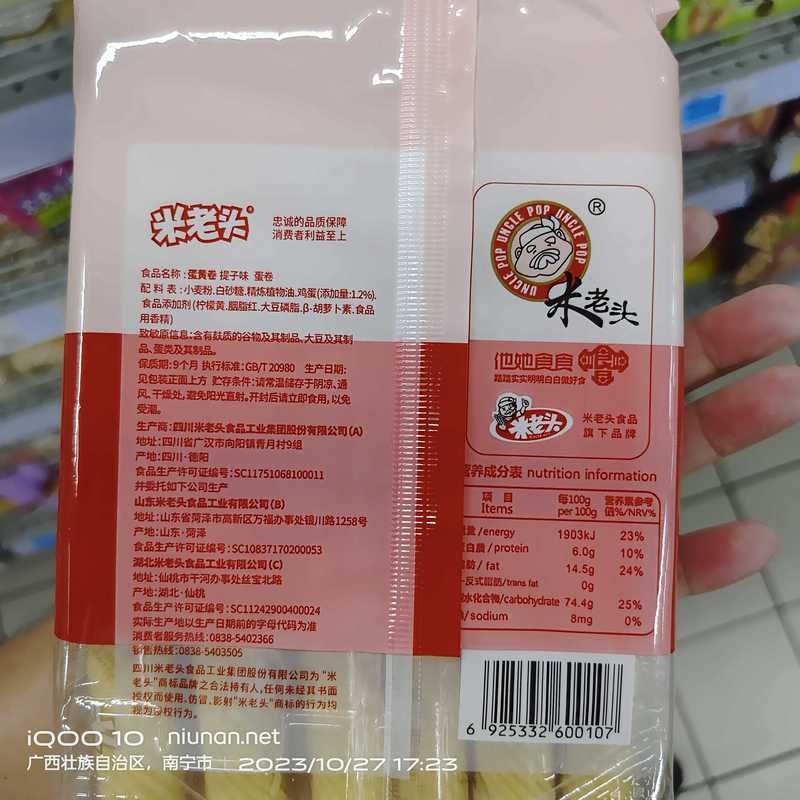 米老头®
忠诚的品质保障
消费者利益至上
食品名称：蛋黄卷 提子味 蛋卷
配 料 表：小麦粉、白砂糖、精炼植物油、鸡蛋(添加量:1.2%)、
食品添加剂(柠檬黄、胭脂红、大豆磷脂、β-胡萝卜素、食品
用香精)
致敏原信息：含有麸质的谷物及其制品、大豆及其制
品、蛋类及其制品。
保质期：9个月 执行标准：GB/T 20980 生产日期：
见包装正面上方 贮存条件：请常温储存于阴凉、通
风、干燥处，避免阳光直射。开封后请立即食用，以免
受潮。
生产商：四川米老头食品工业集团股份有限公司(A)
地址：四川省广汉市向阳镇青月村9组
产地：四川·德阳
食品生产许可证编号：SC11751068100011
并委托如下公司生产
山东米老头食品工业有限公司(B)
地址：山东省菏泽市高新区万福办事处银川路1258号
产地：山东·菏泽
食品生产许可证编号：SC10837170200053
湖北米老头食品工业有限公司(C)
地址：仙桃市干河办事处丝宝北路
产地：湖北·仙桃
食品生产许可证编号：SC11242900400024
实际生产地以生产日期前的字母代码为准
消费者服务热线：0838-5402366
销售热线：0838-5403505
四川米老头食品工业集团股份有限公司为“米
老头”商标品牌之合法持有人，任何未经其书面
授权而使用、仿冒、影射“米老头”商标的行为均
视为侵权行为。
UNCLE POP UNCLE POP UNCLE POP
®
米老头
他她食食
踏踏实实明明白白做好食
米老头
米老头食品
旗下品牌
营养成分表 nutrition information
项目 每100g 营养素参考
Items per 100g 值%/NRV%
量/energy 1903kJ 23%
白质/protein 6.0g 10%
肪/ fat 14.5g 24%
-反式脂肪/trans fat 0g
水化合物/carbohydrate 74.4g 25%
/sodium 8mg 0%
6 925332 600107
iQOO 10 · niunan.net
广西壮族自治区，南宁市 | 2023/10/27 17:23